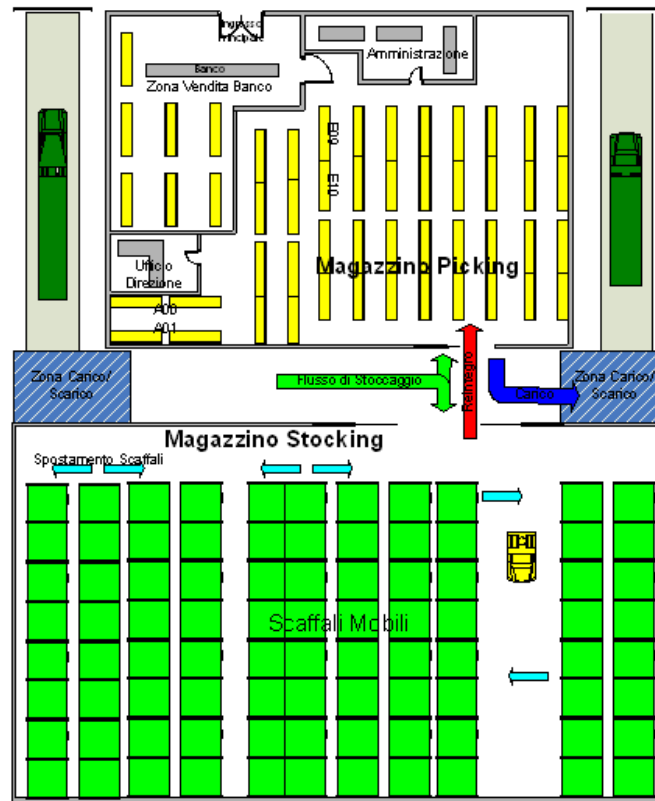 Ingresso
Principale
Banco
Zona Vendita Banco
Amministrazione
E09
E10
Ufficio
Direzione
Magazzino Picking
A01
Zona Carico/
Scarico
Flusso di Stoccaggio
Reintegro
Carico
Zona Carico/
Scarico
Magazzino Stocking
Spostamento Scaffali
Scaffali Mobili